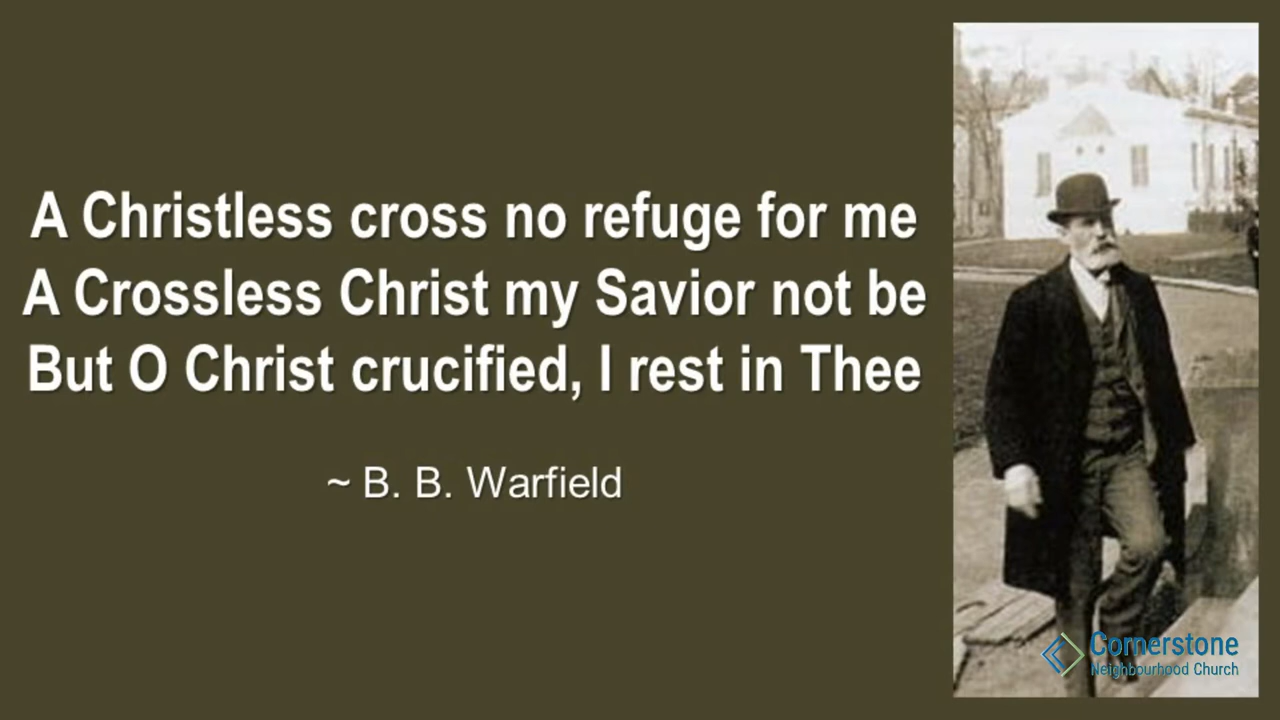 A Christless cross no refuge for me
A Crossless Christ my Savior not be
But O Christ crucified, I rest in Thee
~ B. B. Warfield
Cornerstone
Neighbourhood Church